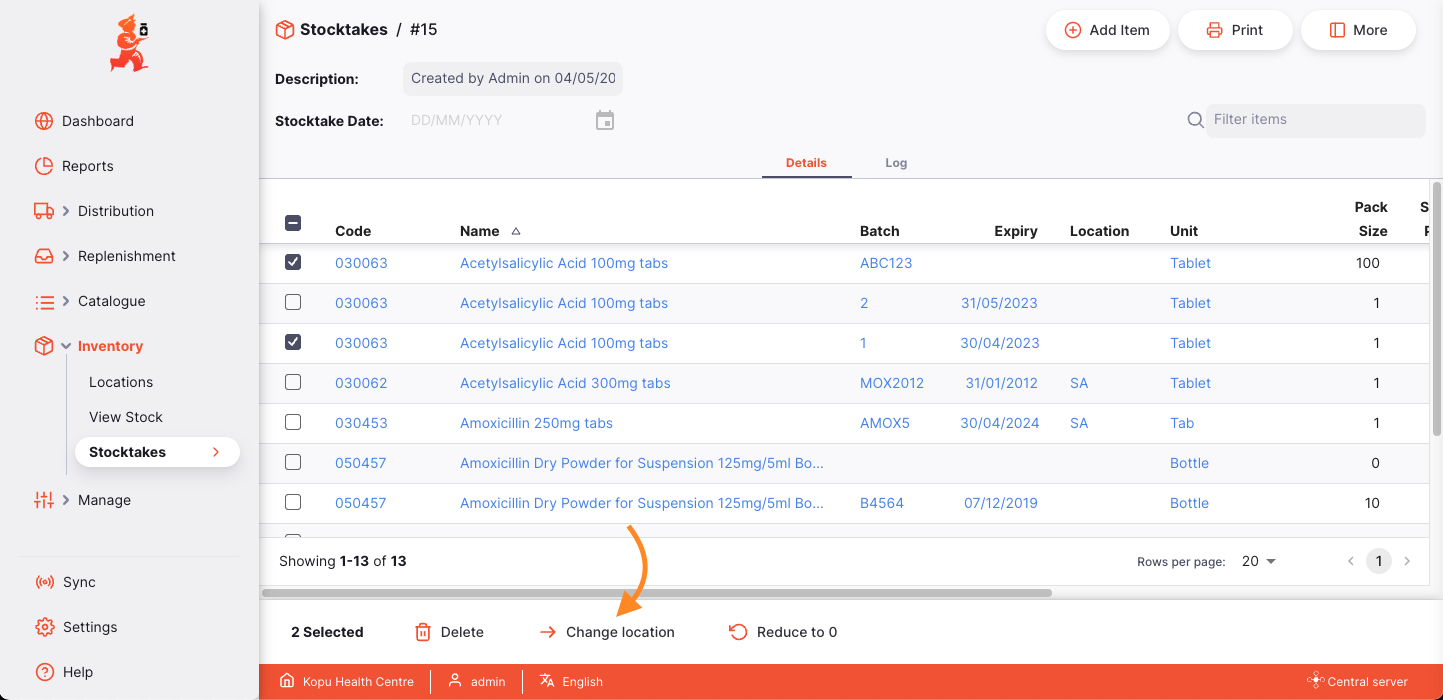 Stocktakes / #15
Add Item
Print
More
Description:
Created by Admin on 04/05/20
Stocktake Date:
DD/MM/YYYY
Filter items
Details
Log
Dashboard
Reports
Distribution
Replenishment
Catalogue
Inventory
Locations
View Stock
Stocktakes
Manage
Sync
Settings
Help
Code Name Batch Expiry Location Unit Pack Size S
030063 Acetylsalicylic Acid 100mg tabs ABC123 Tablet 100
030063 Acetylsalicylic Acid 100mg tabs 2 31/05/2023 Tablet 1
030063 Acetylsalicylic Acid 100mg tabs 1 30/04/2023 Tablet 1
030062 Acetylsalicylic Acid 300mg tabs MOX2012 31/01/2012 SA Tablet 1
030453 Amoxicillin 250mg tabs AMOX5 30/04/2024 SA Tab 1
050457 Amoxicillin Dry Powder for Suspension 125mg/5ml Bo... Bottle 0
050457 Amoxicillin Dry Powder for Suspension 125mg/5ml Bo... B4564 07/12/2019 Bottle 10
Showing 1-13 of 13
Rows per page: 20
1
2 Selected
Delete
Change location
Reduce to 0
Kopu Health Centre
admin
English
Central server